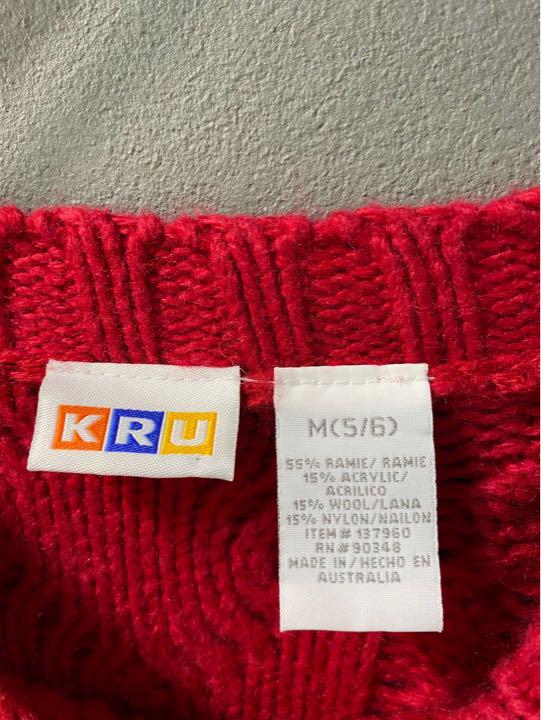 KRU
M(5/6)
55% RAMIE/ RAMIE
15% ACRYLIC/
ACRILICO
15% WOOL/LANA
15% NYLON/NAILON
ITEM# 137960
RN# 90348
MADE IN/HECHO EN
AUSTRALIA